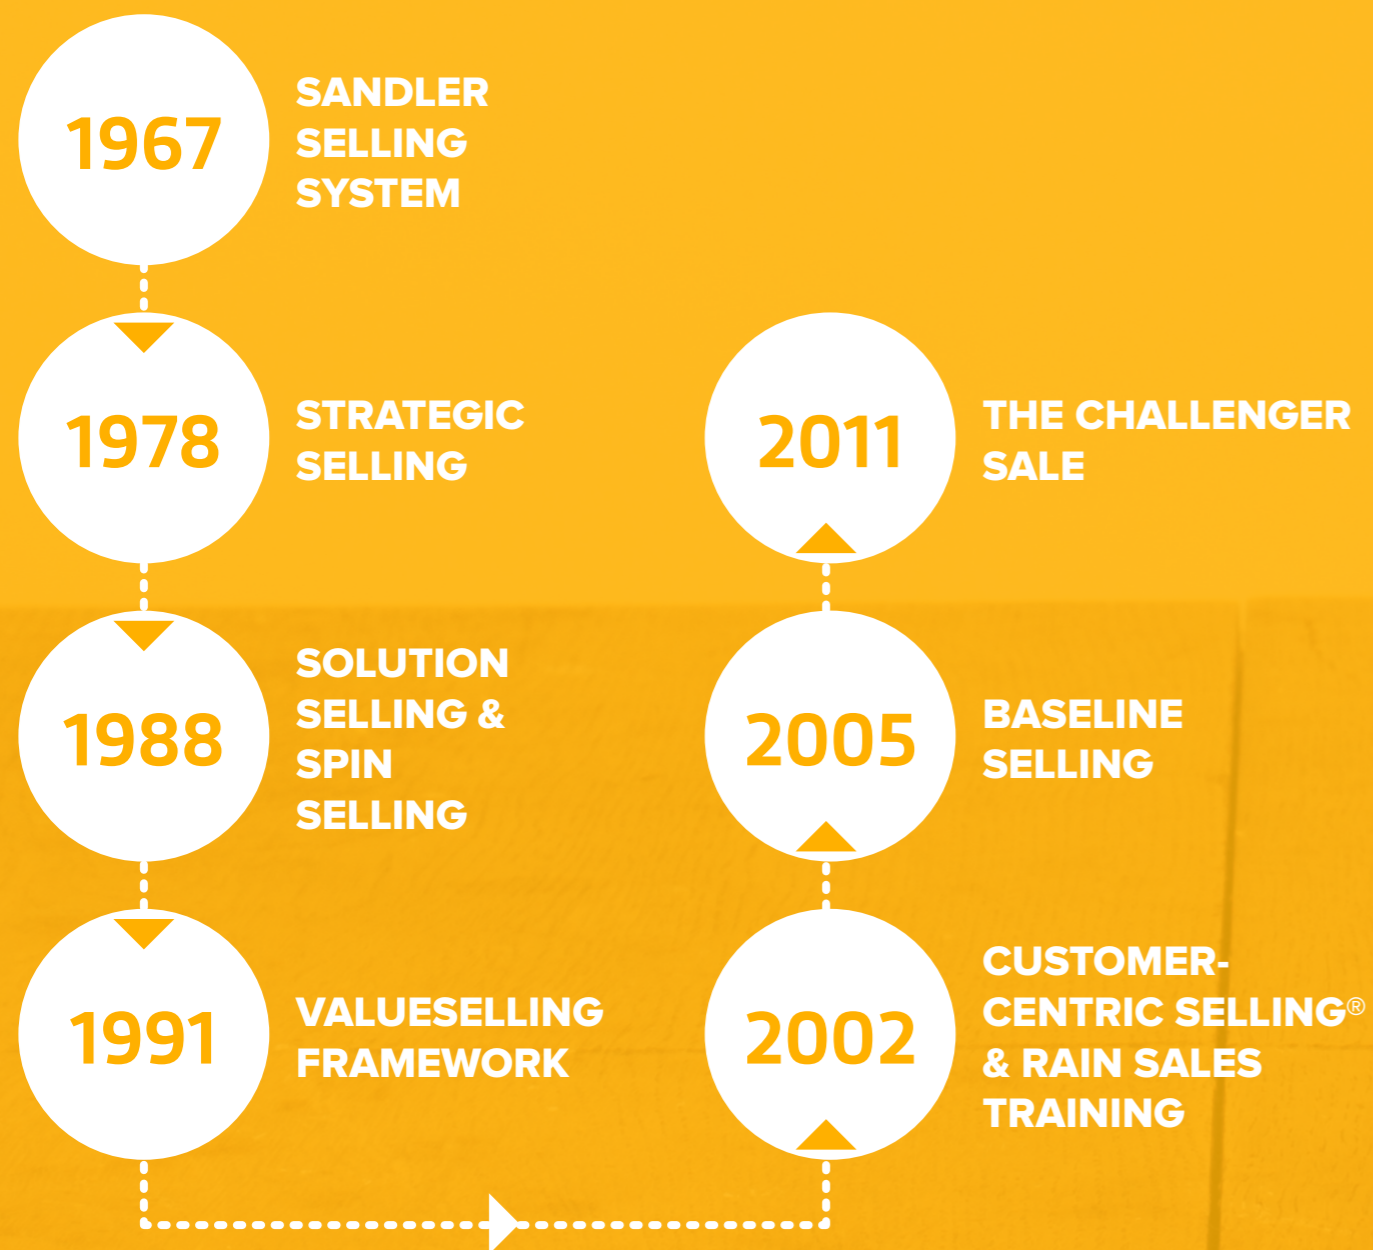 1967
SANDLER
SELLING
SYSTEM
1978
STRATEGIC
SELLING
1988
SOLUTION
SELLING &
SPIN
SELLING
1991
VALUESELLING
FRAMEWORK
2002
CUSTOMER-
CENTRIC SELLING®
& RAIN SALES
TRAINING
2005
BASELINE
SELLING
2011
THE CHALLENGER
SALE